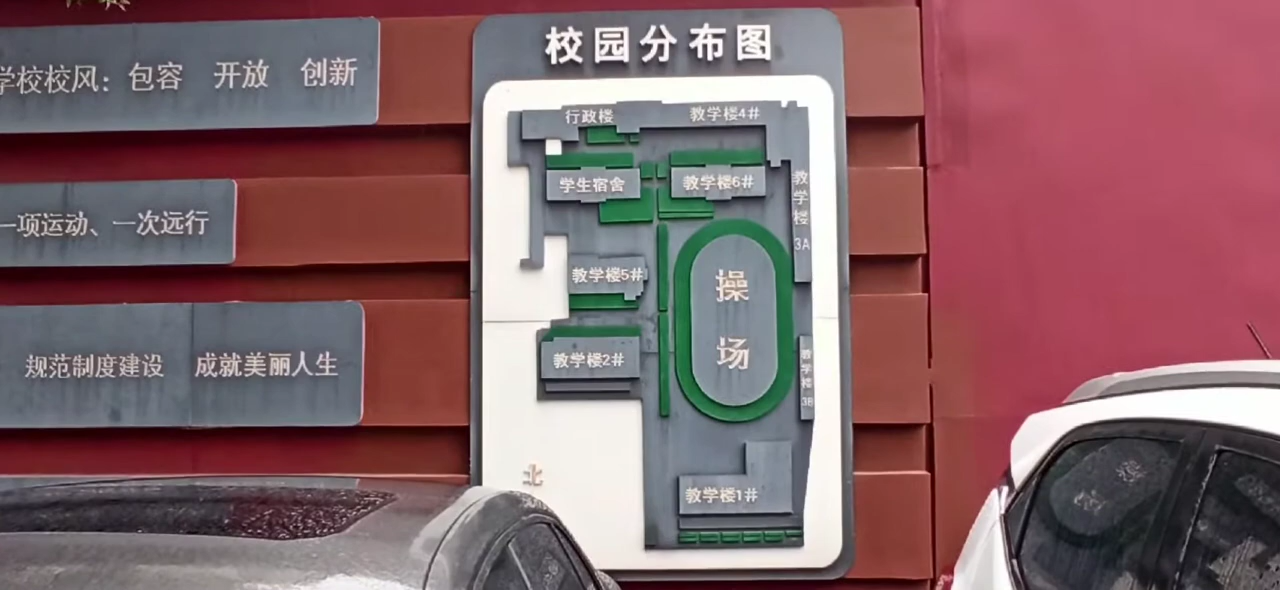 校园分布图
学校校风：包容 开放 创新
一项运动、一次远行
规范制度建设 成就美丽人生
行政楼
教学楼4#
学生宿舍
教学楼6#
教学楼3A
教学楼5#
操场
教学楼2#
教学楼3B
北
教学楼1#